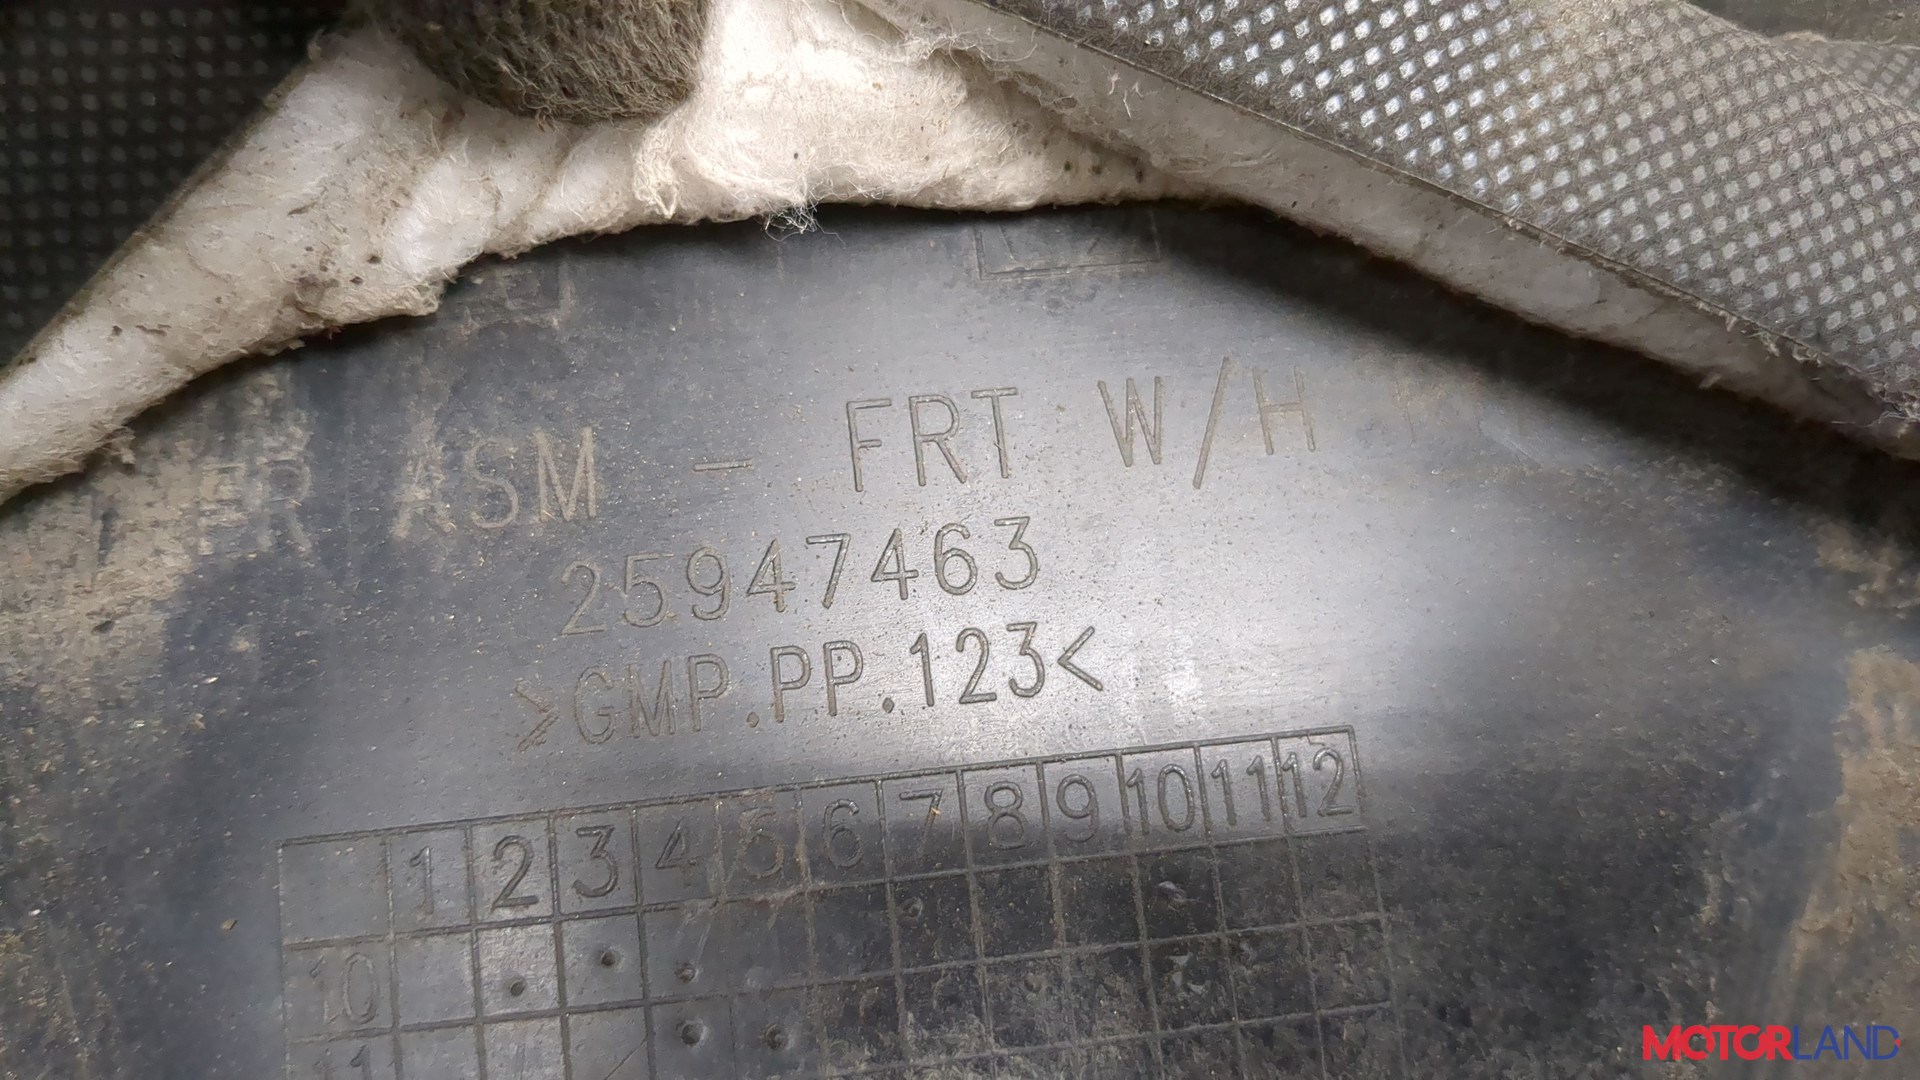 ASM - FRT W/H
25947463
>GMP.PP.123<
1 2 3 4 5 6 7 8 9 10 11 12
10
11
MOTORLAND